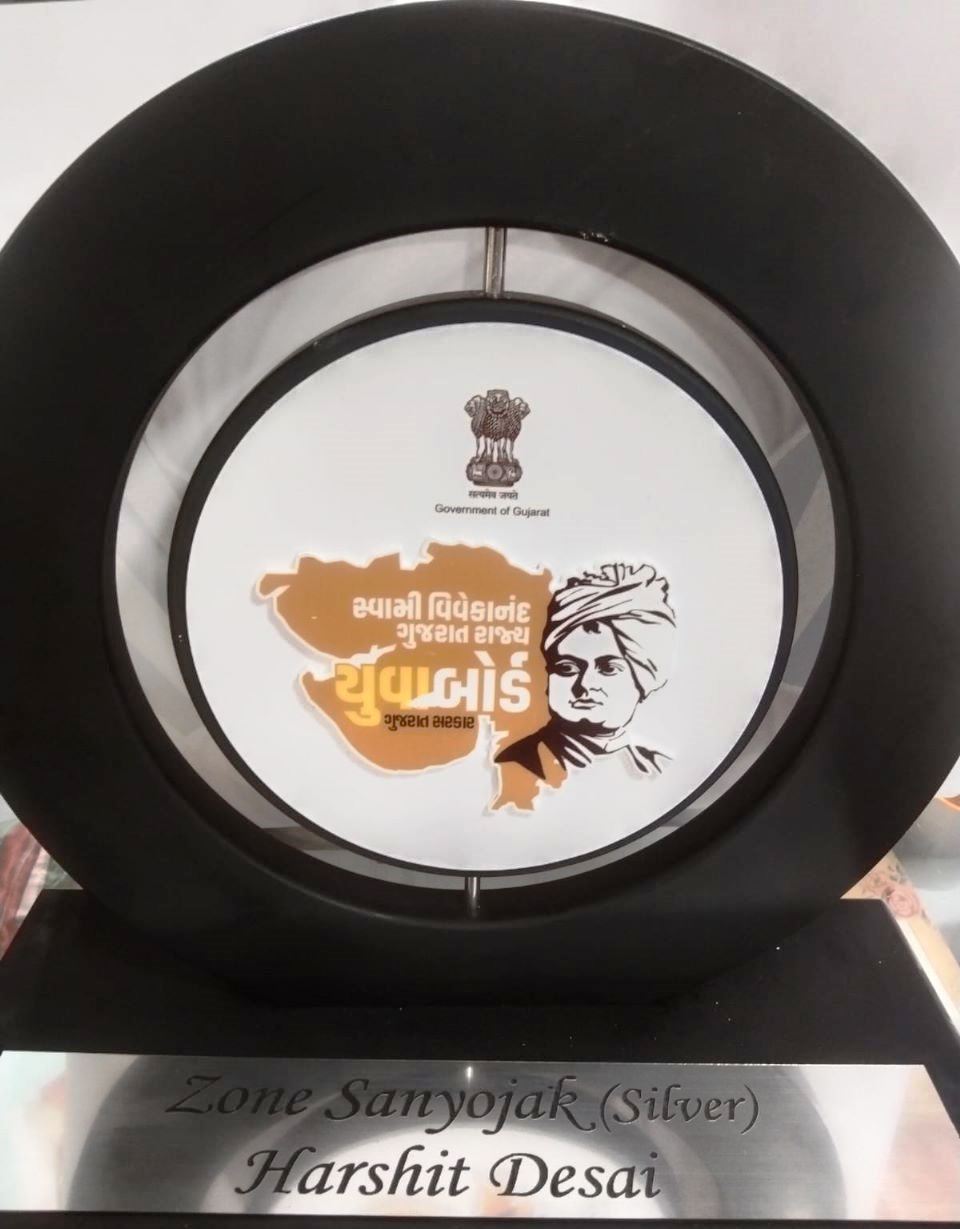 सत्यमेव जयते
Government of Gujarat
સ્વામી વિવેકાનંદ
ગુજરાત રાજ્ય
યુવાબોર્ડ
ગુજરાત સરકાર
Zone Sanyojak (Silver)
Harshit Desai